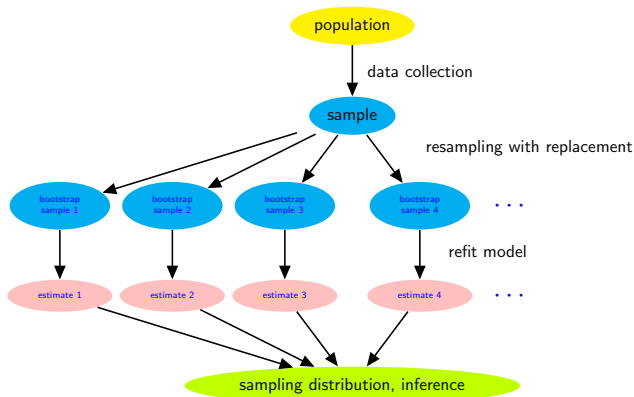 population
data collection
sample
resampling with replacement
bootstrap
sample 1
bootstrap
sample 2
bootstrap
sample 3
bootstrap
sample 4
. . .
refit model
estimate 1
estimate 2
estimate 3
estimate 4
. . .
sampling distribution, inference